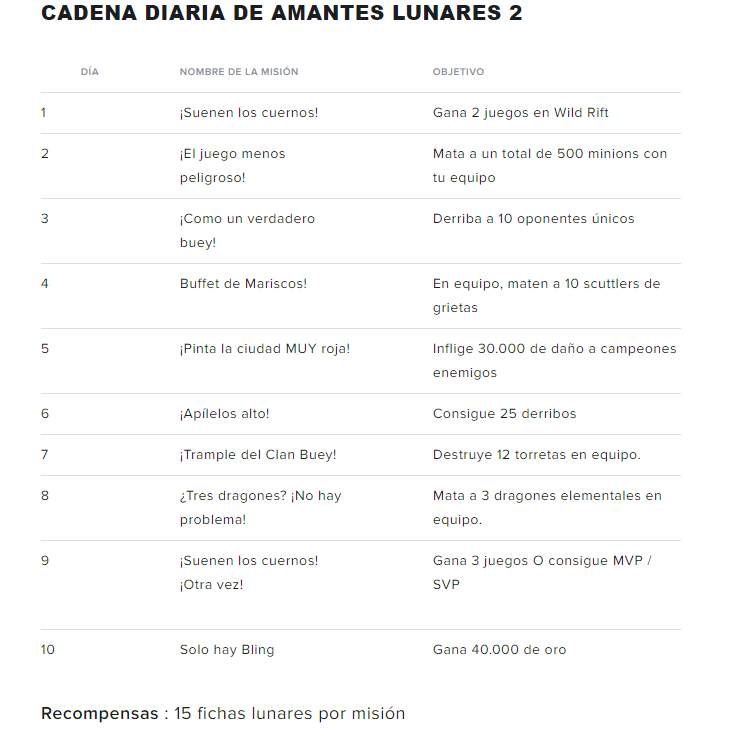 CADENA DIARIA DE AMANTES LUNARES 2
DÍA NOMBRE DE LA MISIÓN OBJETIVO
1 ¡Suenen los cuernos! Gana 2 juegos en Wild Rift
2 ¡El juego menos Mata a un total de 500 minions con
peligroso! tu equipo
3 ¡Como un verdadero Derriba a 10 oponentes únicos
buey!
4 Buffet de Mariscos! En equipo, maten a 10 scuttlers de
grietas
5 ¡Pinta la ciudad MUY roja! Inflige 30.000 de daño a campeones
enemigos
6 ¡Apílelos alto! Consigue 25 derribos
7 ¡Trample del Clan Buey! Destruye 12 torretas en equipo.
8 ¿Tres dragones? ¡No hay Mata a 3 dragones elementales en
problema! equipo.
9 ¡Suenen los cuernos! Gana 3 juegos O consigue MVP /
¡Otra vez! SVP
10 Solo hay Bling Gana 40.000 de oro
Recompensas : 15 fichas lunares por misión